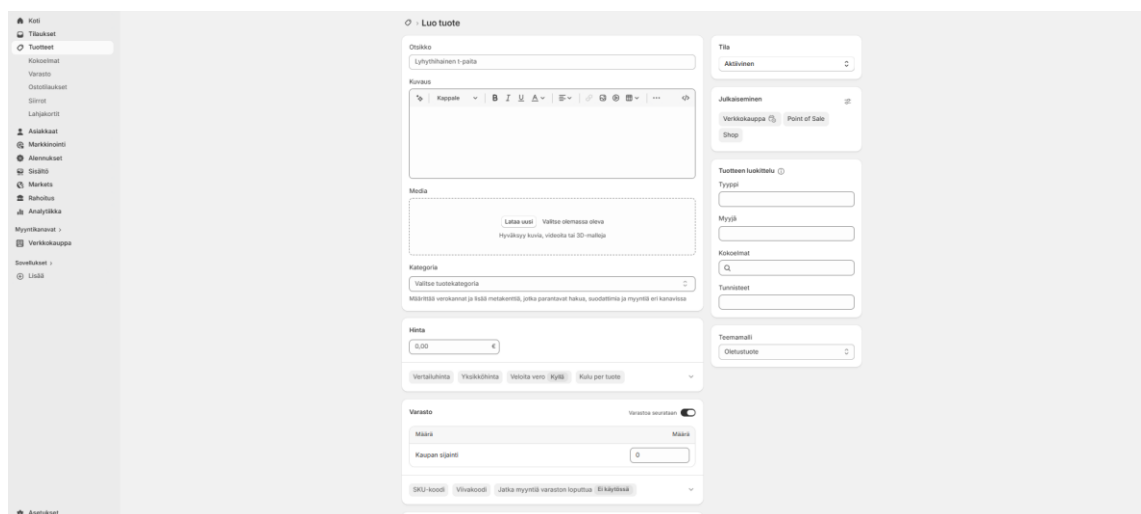 Koti
Tilaukset
Tuotteet
Kokoelmat
Varasto
Ostotilaukset
Siirrot
Lahjakortit
Asiakkaat
Markkinointi
Alennukset
Sisältö
Markets
Rahoitus
Analytiikka
Myyntikanavat ›
Verkkokauppa
Sovellukset ›
Lisää
Asetukset
› Luo tuote
Otsikko
Lyhythihainen t-paita
Kuvaus
Kappale B I U A
Media
Lataa uusi Valitse olemassa oleva
Hyväksyy kuvia, videoita tai 3D-malleja
Kategoria
Valitse tuotekategoria
Määrittää verokannat ja lisää metakenttiä, jotka parantavat hakua, suodattimia ja myyntiä eri kanavissa
Hinta
0,00 €
Vertailuhinta Yksikköhinta Veloita vero Kyllä Kulu per tuote
Varasto Varastoa seurataan
Määrä Määrä
Kaupan sijainti 0
SKU-koodi Viivakoodi Jatka myyntiä varaston loputtua Ei käytössä
Tila
Aktiivinen
Julkaiseminen
Verkkokauppa Point of Sale
Shop
Tuotteen luokittelu
Tyyppi
Myyjä
Kokoelmat
Tunnisteet
Teemamalli
Oletustuote